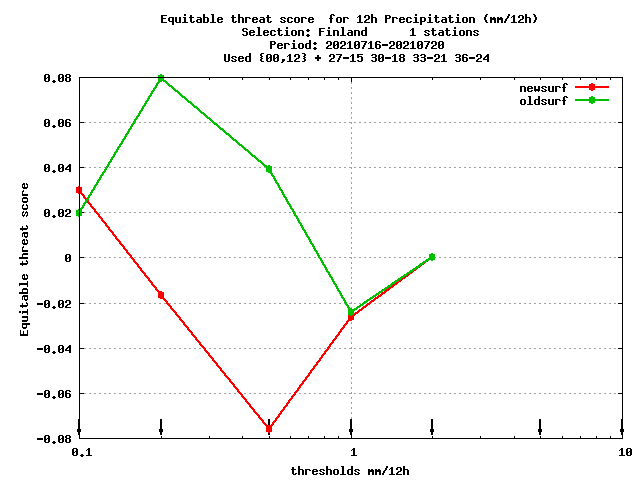 Equitable threat score  for 12h Precipitation (mm/12h)
Selection: Finland      1 stations
Period: 20210716-20210720
Used {00,12} + 27-15 30-18 33-21 36-24
newsurf
oldsurf
0.08
0.06
0.04
0.02
0
-0.02
-0.04
-0.06
-0.08
Equitable threat score
0.1 1 10
thresholds mm/12h